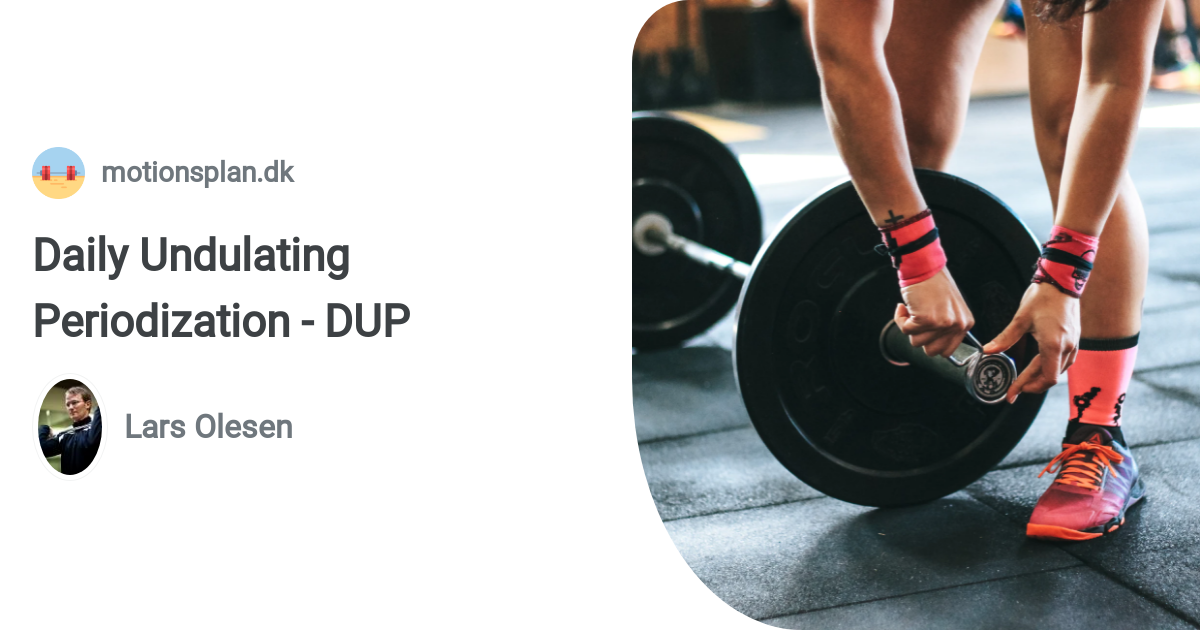 motionsplan.dk
Daily Undulating
Periodization - DUP
Lars Olesen